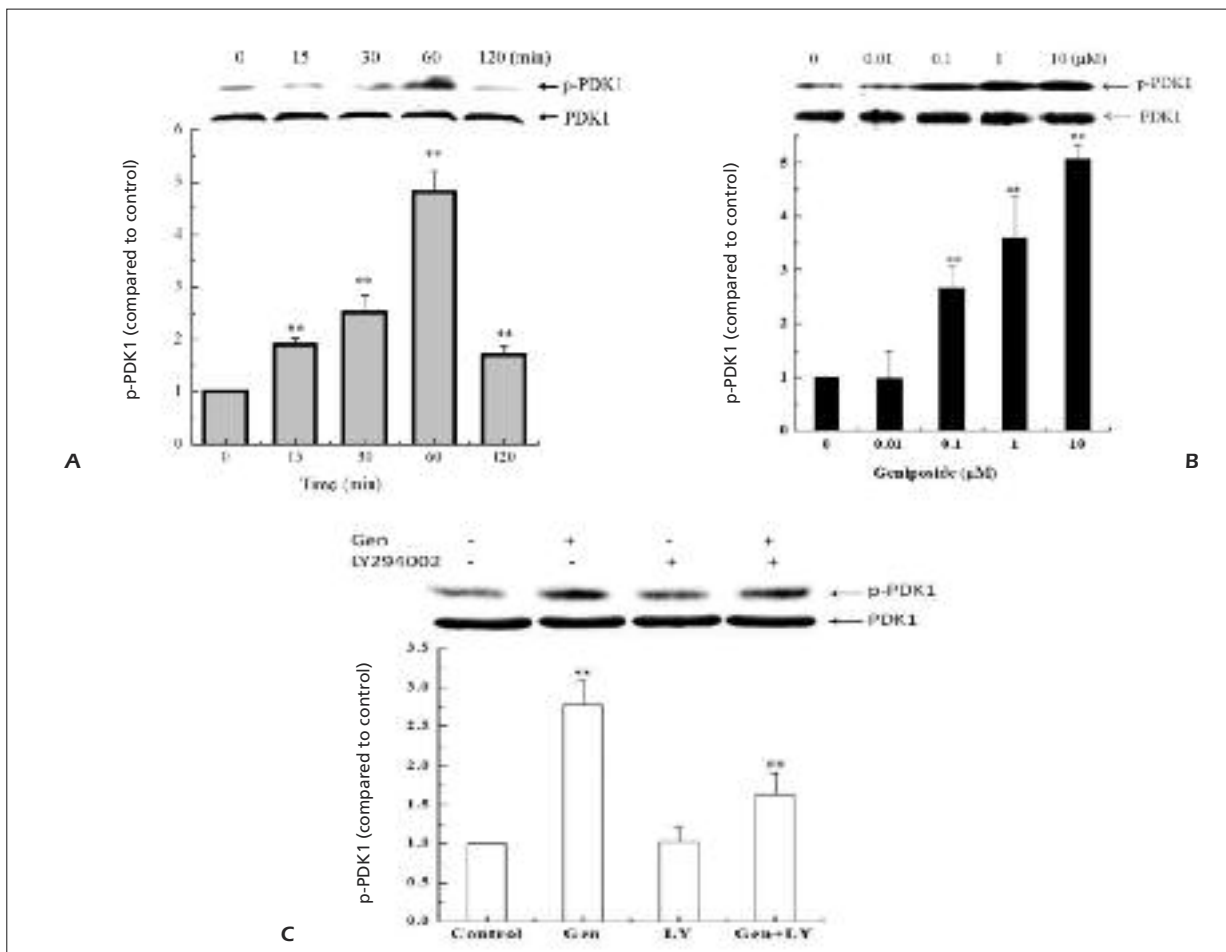 0 15 30 60 120 (min)
p-PDK1
PDK1
6
5
4
3
2
1
0
** ** ** **
p-PDK1 (compared to control)
0 15 30 60 120
Time (min)
A
0 0.01 0.1 1 10 (μM)
p-PDK1
PDK1
5
4
3
2
1
0
** ** **
p-PDK1 (compared to control)
0 0.01 0.1 1 10
Geniposide (μM)
B
Gen - + - +
LY294002 - - + +
p-PDK1
PDK1
3.5
3.0
2.5
2.0
1.5
1.0
0.5
0.0
** **
p-PDK1 (compared to control)
Control Gen LY Gen+LY
C